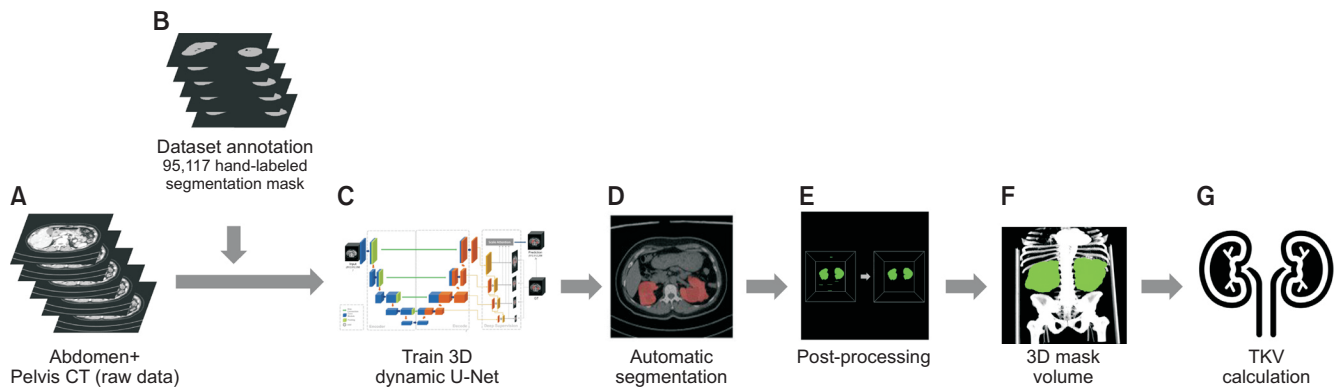 B
Dataset annotation
95,117 hand-labeled
segmentation mask
A
Abdomen+
Pelvis CT (raw data)
C
Train 3D
dynamic U-Net
D
Automatic
segmentation
E
Post-processing
F
3D mask
volume
G
TKV
calculation